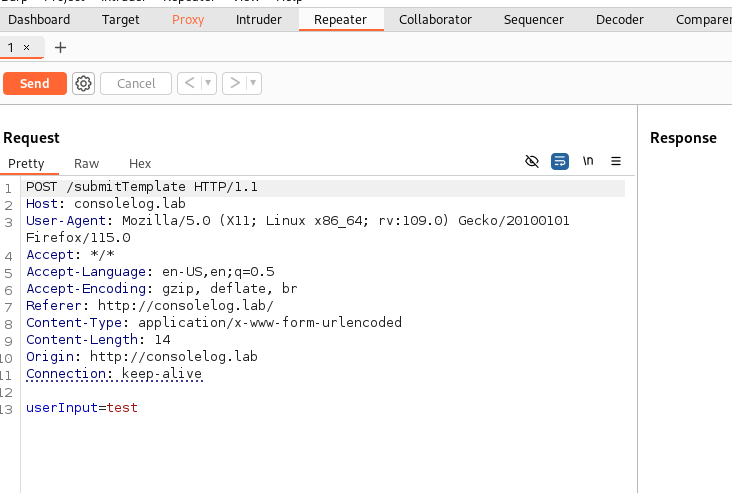 Dashboard Target Proxy Intruder Repeater Collaborator Sequencer Decoder Comparer
1 × +
Send Cancel < >
Request Response
Pretty Raw Hex \n
1 POST /submitTemplate HTTP/1.1
2 Host: consolelog.lab
3 User-Agent: Mozilla/5.0 (X11; Linux x86_64; rv:109.0) Gecko/20100101
Firefox/115.0
4 Accept: */*
5 Accept-Language: en-US,en;q=0.5
6 Accept-Encoding: gzip, deflate, br
7 Referer: http://consolelog.lab/
8 Content-Type: application/x-www-form-urlencoded
9 Content-Length: 14
10 Origin: http://consolelog.lab
11 Connection: keep-alive
12
13 userInput=test